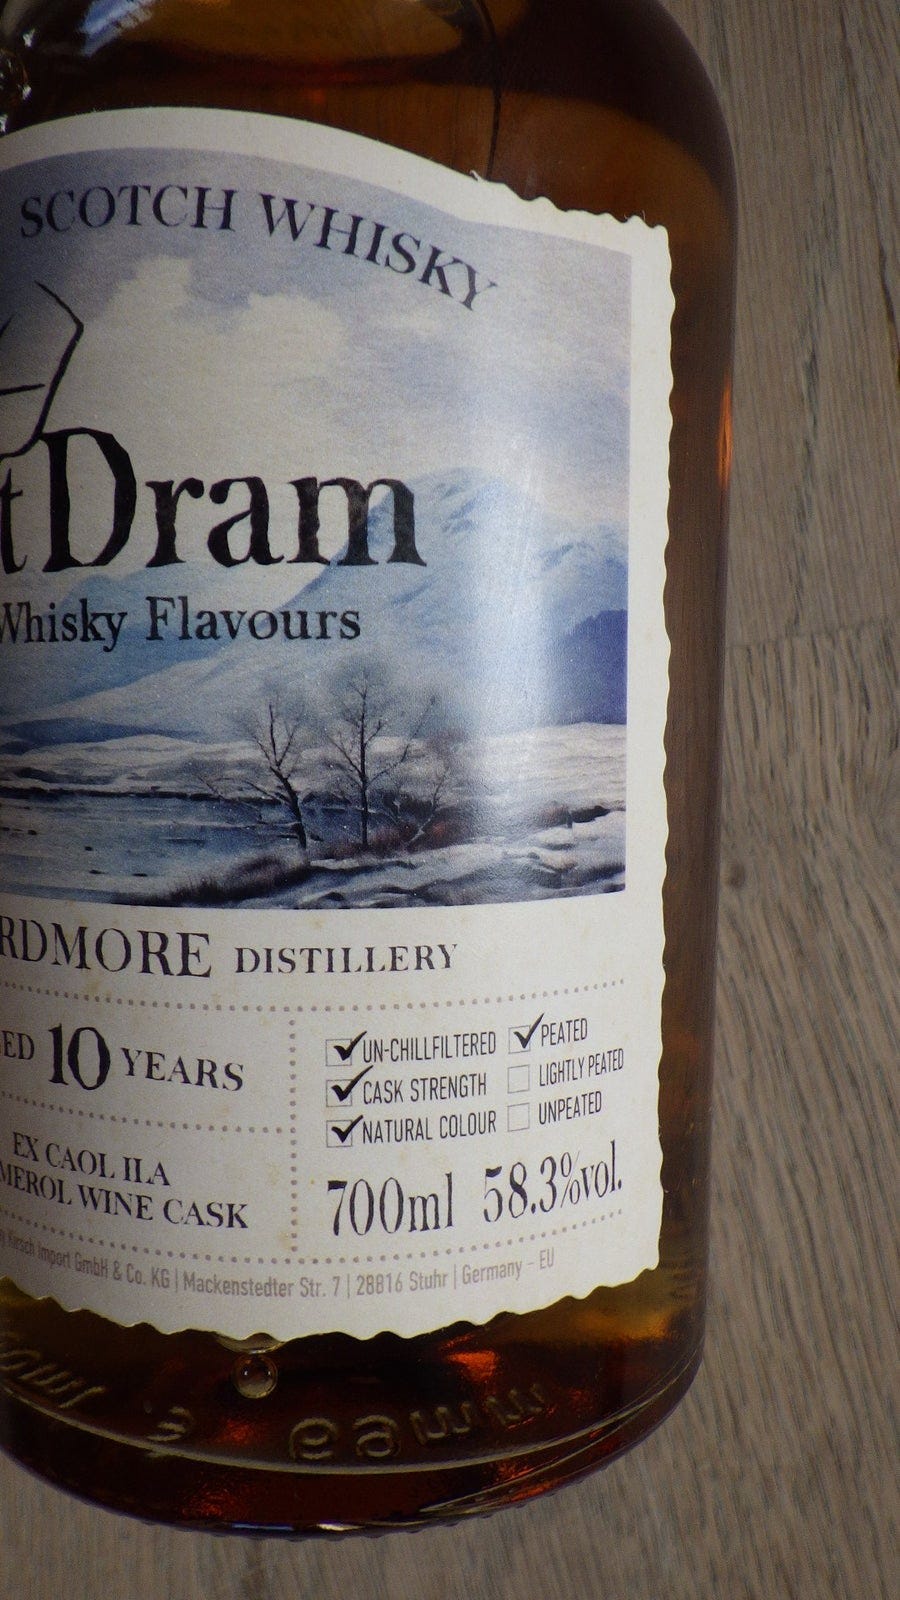 SCOTCH WHISKY
tDram
Whisky Flavours
RDMORE DISTILLERY
ED 10 YEARS
EX CAOL ILA
MEROL WINE CASK
UN-CHILLFILTERED
CASK STRENGTH
NATURAL COLOUR
PEATED
LIGHTLY PEATED
UNPEATED
700ml 58.3%vol.
Kirsch Import GmbH & Co. KG | Mackenstedter Str. 7 | 28816 Stuhr | Germany - EU
69mm